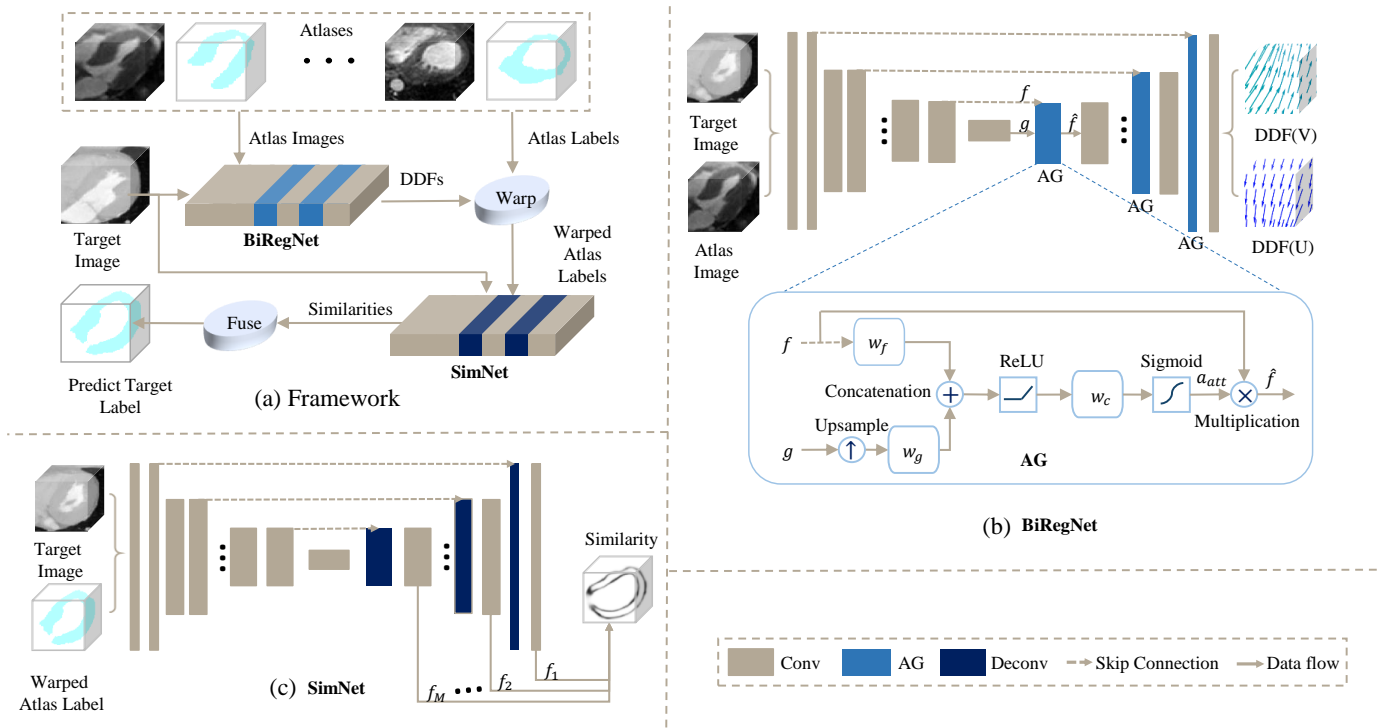 Atlases
Atlas Images
Atlas Labels
DDFs
Warp
Target
Image
BiRegNet
Warped
Atlas
Labels
Similarities
Fuse
SimNet
Predict Target
Label
(a) Framework
Target
Image
Atlas
Image
f
g
f̂
AG
AG
AG
DDF(V)
DDF(U)
f
w_f
ReLU
Sigmoid
Concatenation
+
w_c
a_att
×
f̂
Multiplication
Upsample
g
↑
w_g
AG
(b) BiRegNet
Target
Image
Warped
Atlas Label
Similarity
f_1
f_2
f_M
(c) SimNet
Conv
AG
Deconv
Skip Connection
Data flow